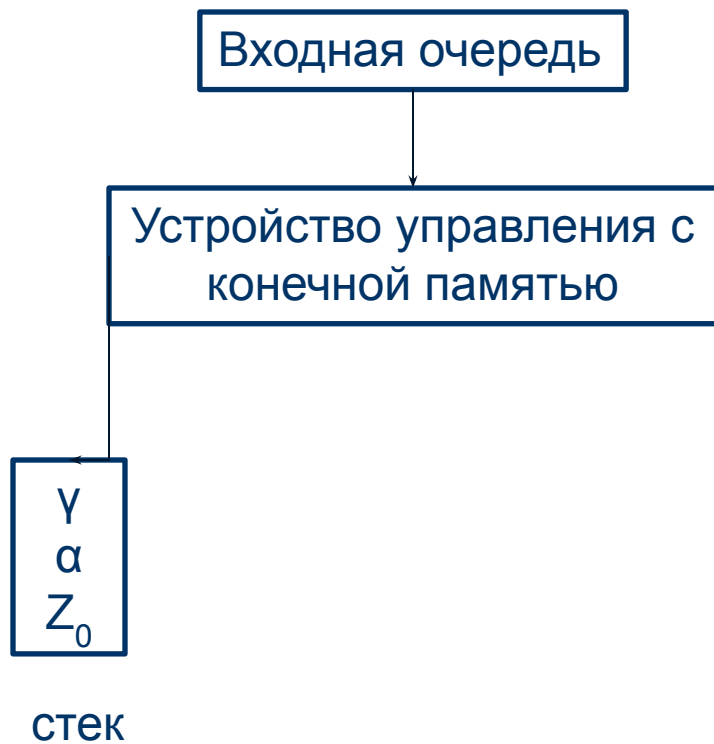 Входная очередь
Устройство управления с
конечной памятью
γ
α
Z₀
стек